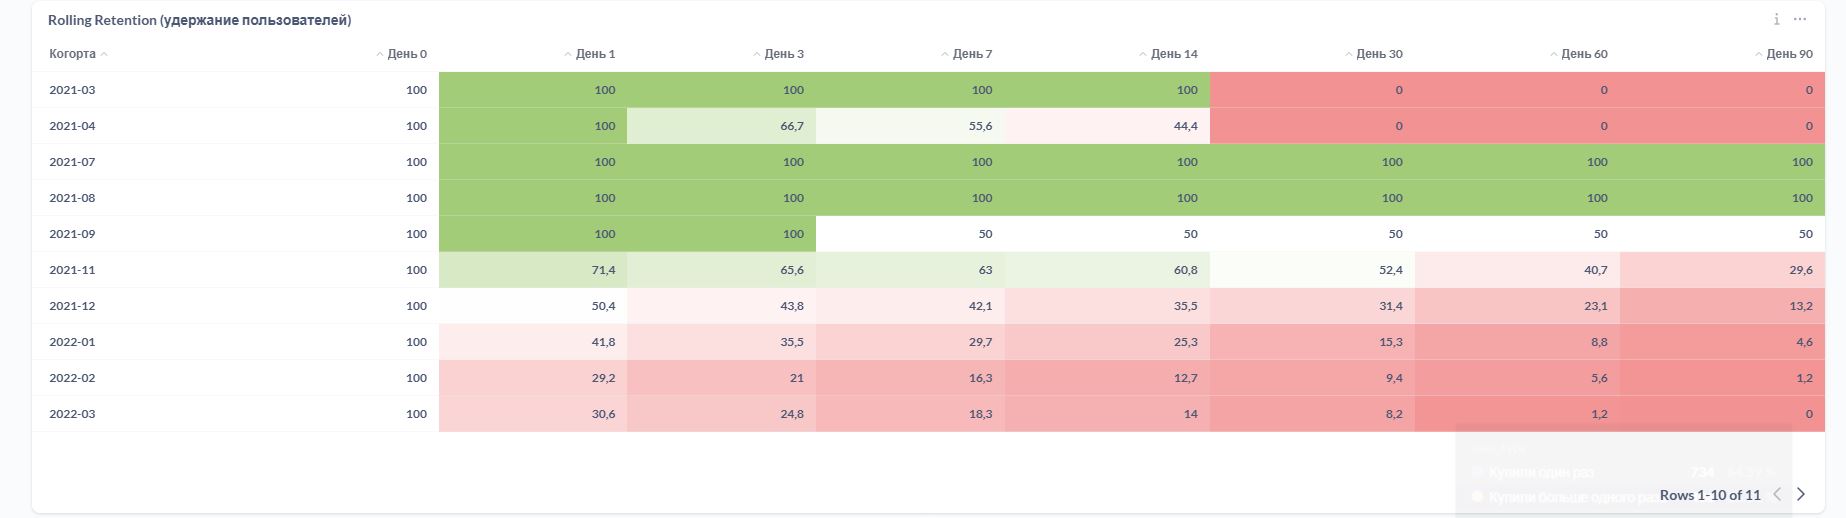 Rolling Retention (удержание пользователей)
Когорта День 0 День 1 День 3 День 7 День 14 День 30 День 60 День 90
2021-03 100 100 100 100 100 0 0 0
2021-04 100 100 66,7 55,6 44,4 0 0 0
2021-07 100 100 100 100 100 100 100 100
2021-08 100 100 100 100 100 100 100 100
2021-09 100 100 100 50 50 50 50 50
2021-11 100 71,4 65,6 63 60,8 52,4 40,7 29,6
2021-12 100 50,4 43,8 42,1 35,5 31,4 23,1 13,2
2022-01 100 41,8 35,5 29,7 25,3 15,3 8,8 4,6
2022-02 100 29,2 21 16,3 12,7 9,4 5,6 1,2
2022-03 100 30,6 24,8 18,3 14 8,2 1,2 0
Купили один раз 734
Купили больше одного
Rows 1-10 of 11